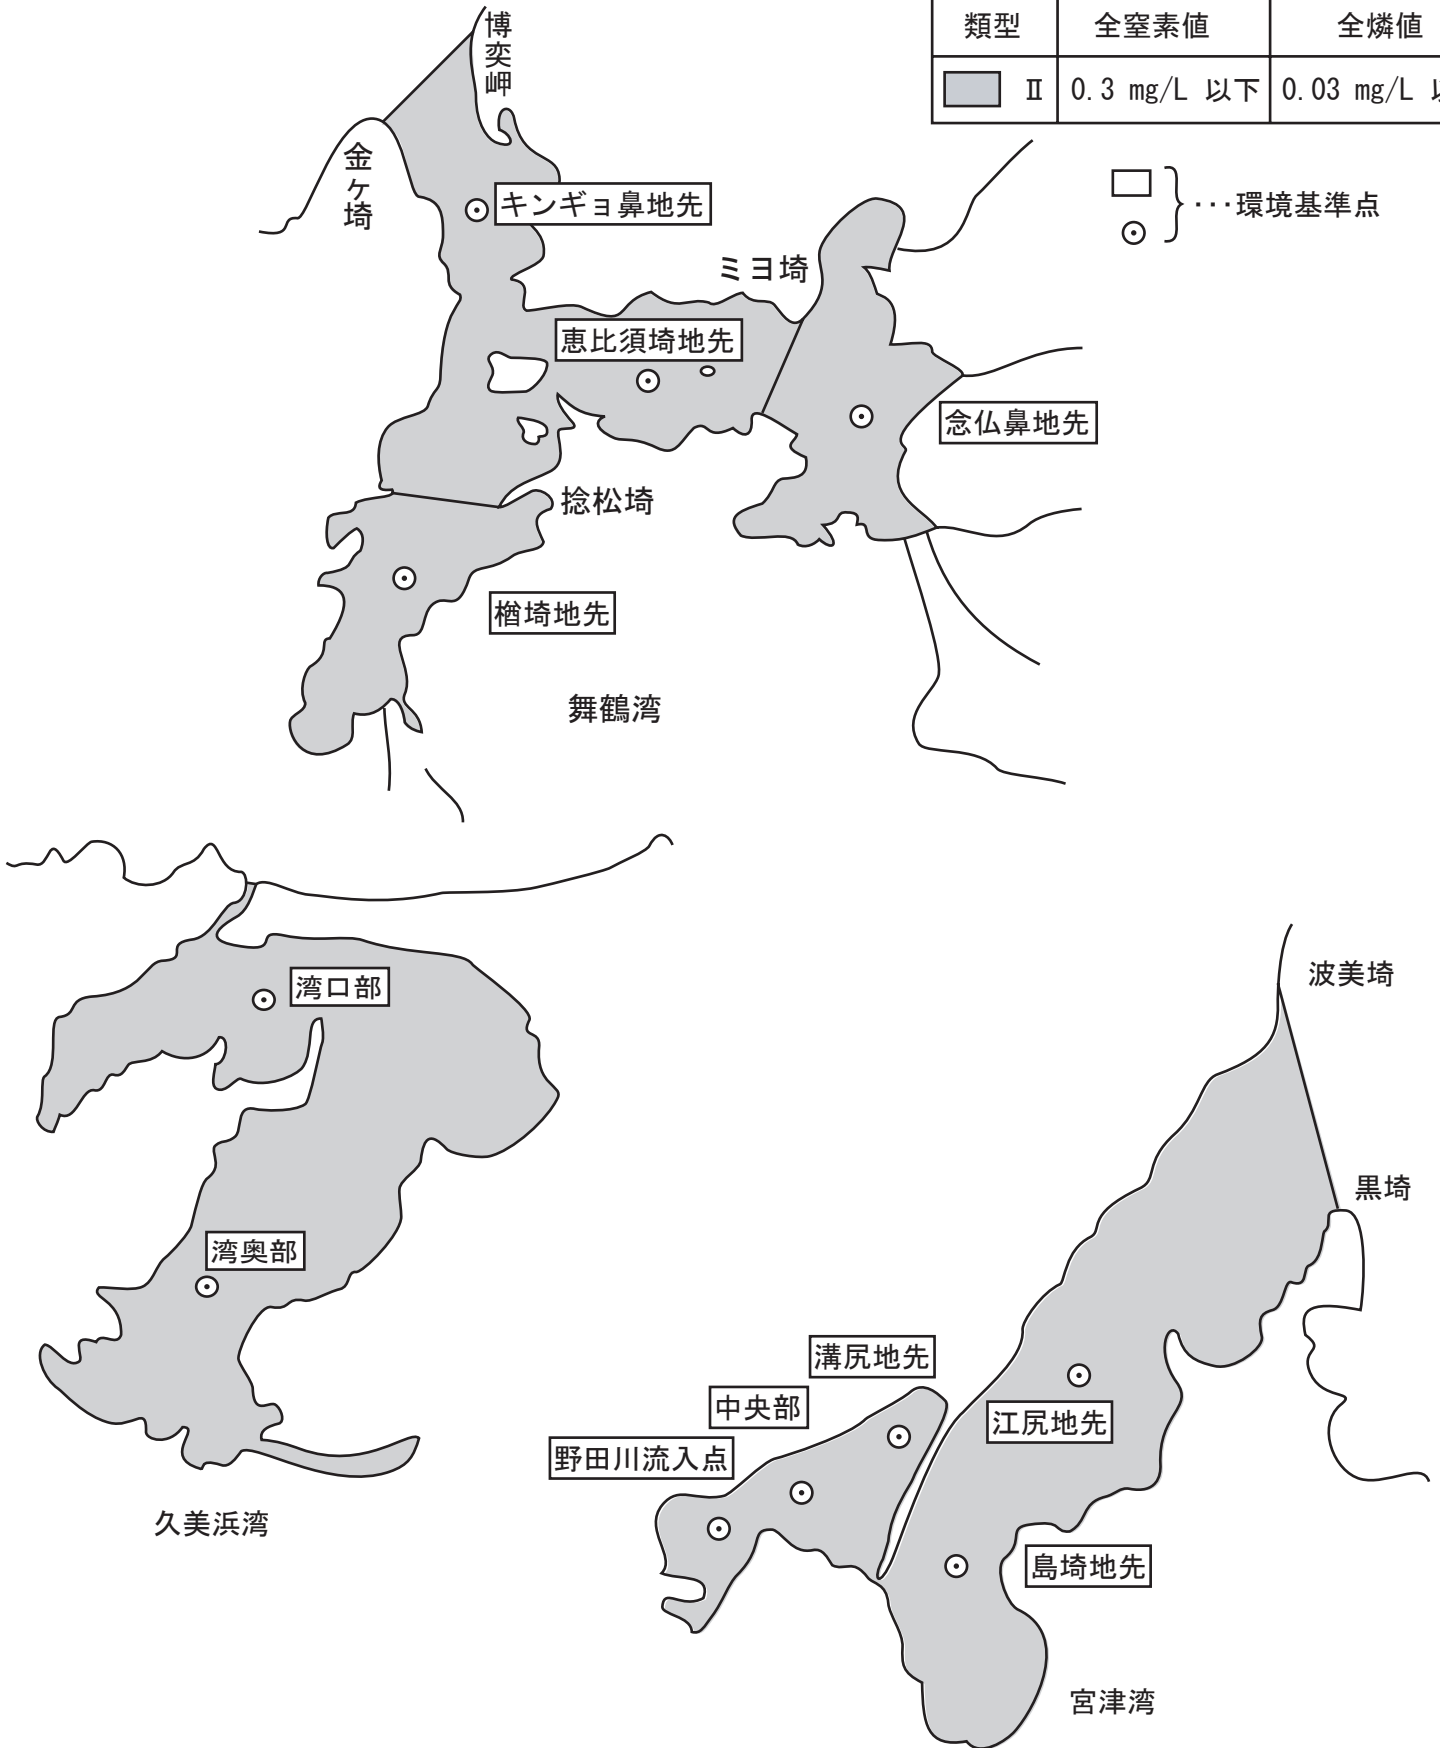 類型 全窒素値 全燐値
Ⅱ 0.3 mg/L 以下 0.03 mg/L
…環境基準点
博奕岬
金ヶ埼
キンギョ鼻地先
ミヨ埼
恵比須埼地先
念仏鼻地先
捻松埼
楢埼地先
舞鶴湾
湾口部
湾奥部
久美浜湾
波美埼
黒埼
溝尻地先
中央部
江尻地先
野田川流入点
島埼地先
宮津湾